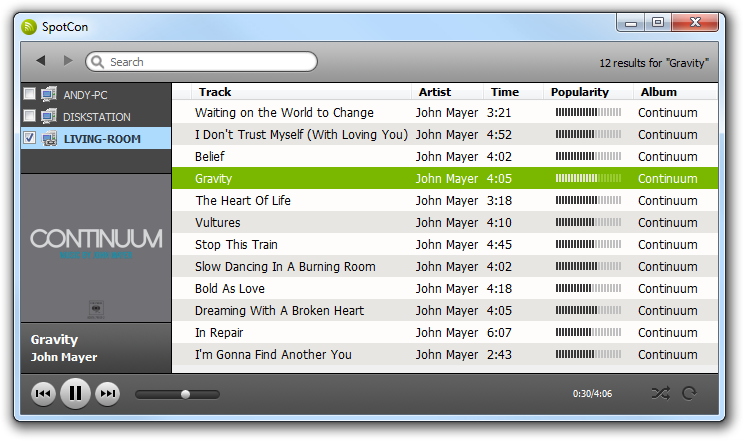 SpotCon
Search
12 results for "Gravity"
ANDY-PC
DISKSTATION
LIVING-ROOM
CONTINUUM
Gravity
John Mayer
Track Artist Time Popularity Album
Waiting on the World to Change John Mayer 3:21 Continuum
I Don't Trust Myself (With Loving You) John Mayer 4:52 Continuum
Belief John Mayer 4:02 Continuum
Gravity John Mayer 4:05 Continuum
The Heart Of Life John Mayer 3:18 Continuum
Vultures John Mayer 4:10 Continuum
Stop This Train John Mayer 4:45 Continuum
Slow Dancing In A Burning Room John Mayer 4:02 Continuum
Bold As Love John Mayer 4:18 Continuum
Dreaming With A Broken Heart John Mayer 4:05 Continuum
In Repair John Mayer 6:07 Continuum
I'm Gonna Find Another You John Mayer 2:43 Continuum
0:30/4:06